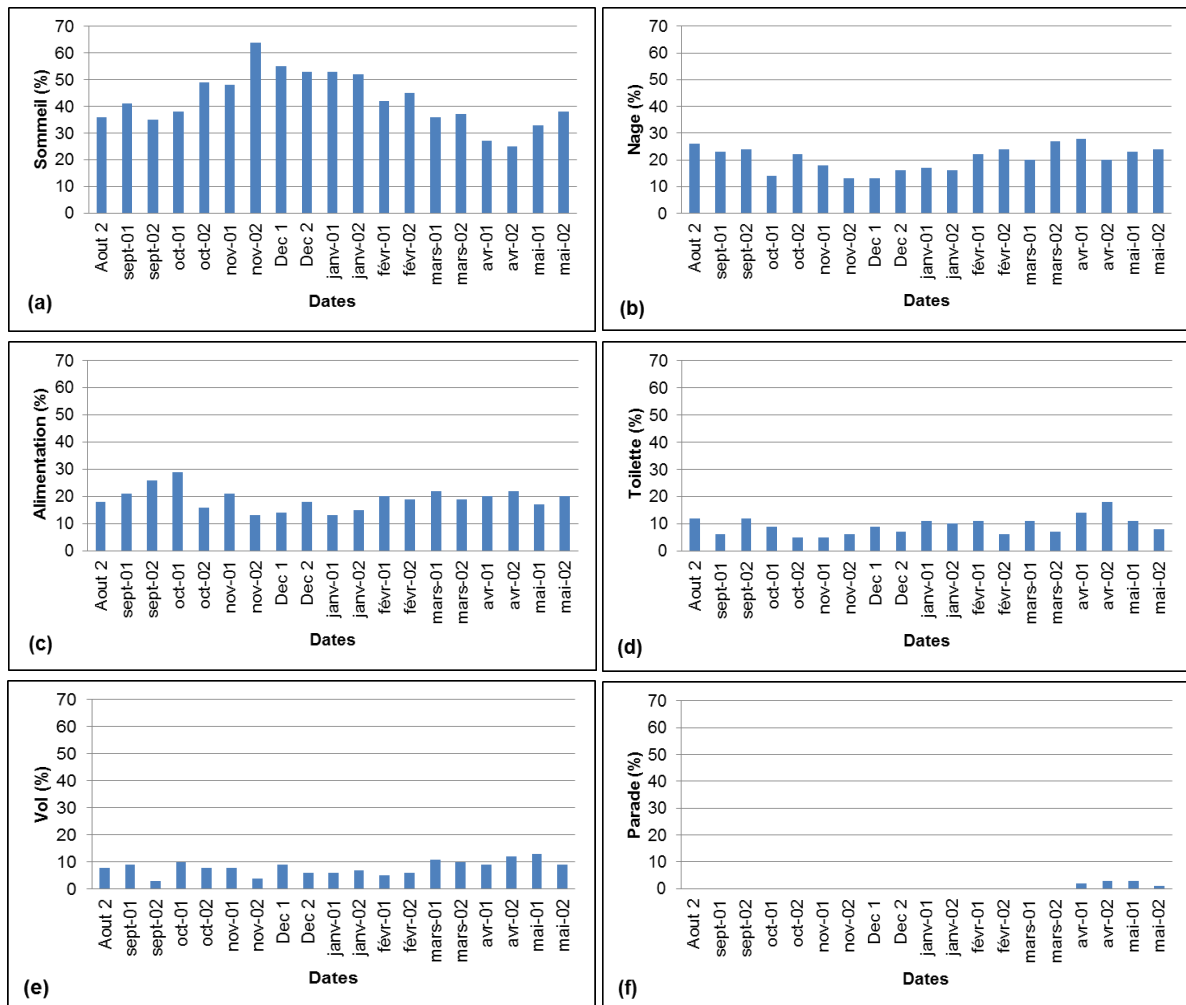 Sommeil (%)
70
60
50
40
30
20
10
0
Aout 2
sept-01
sept-02
oct-01
oct-02
nov-01
nov-02
Dec 1
Dec 2
janv-01
janv-02
févr-01
févr-02
mars-01
mars-02
avr-01
avr-02
mai-01
mai-02
Dates
(a)
Nage (%)
70
60
50
40
30
20
10
0
Aout 2
sept-01
sept-02
oct-01
oct-02
nov-01
nov-02
Dec 1
Dec 2
janv-01
janv-02
févr-01
févr-02
mars-01
mars-02
avr-01
avr-02
mai-01
mai-02
Dates
(b)
Alimentation (%)
70
60
50
40
30
20
10
0
Aout 2
sept-01
sept-02
oct-01
oct-02
nov-01
nov-02
Dec 1
Dec 2
janv-01
janv-02
févr-01
févr-02
mars-01
mars-02
avr-01
avr-02
mai-01
mai-02
Dates
(c)
Toilette (%)
70
60
50
40
30
20
10
0
Aout 2
sept-01
sept-02
oct-01
oct-02
nov-01
nov-02
Dec 1
Dec 2
janv-01
janv-02
févr-01
févr-02
mars-01
mars-02
avr-01
avr-02
mai-01
mai-02
Dates
(d)
Vol (%)
70
60
50
40
30
20
10
0
Aout 2
sept-01
sept-02
oct-01
oct-02
nov-01
nov-02
Dec 1
Dec 2
janv-01
janv-02
févr-01
févr-02
mars-01
mars-02
avr-01
avr-02
mai-01
mai-02
Dates
(e)
Parade (%)
70
60
50
40
30
20
10
0
Aout 2
sept-01
sept-02
oct-01
oct-02
nov-01
nov-02
Dec 1
Dec 2
janv-01
janv-02
févr-01
févr-02
mars-01
mars-02
avr-01
avr-02
mai-01
mai-02
Dates
(f)